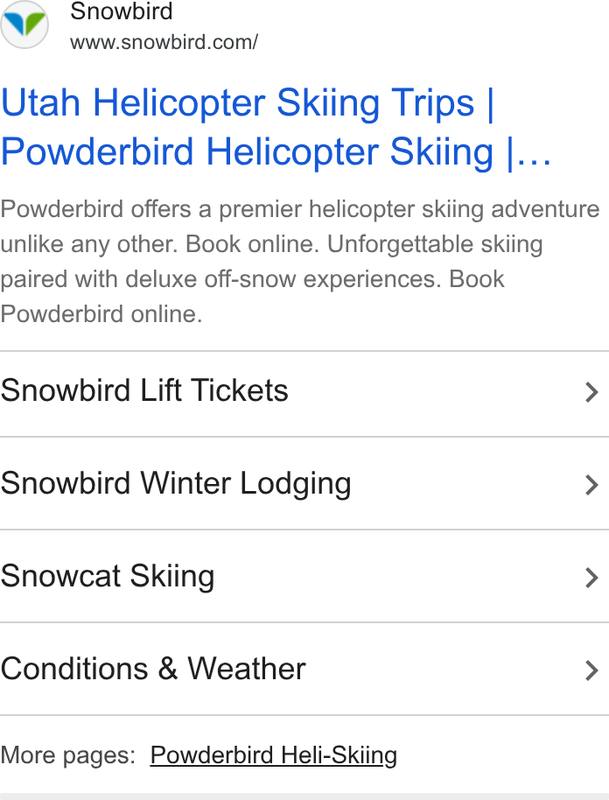 Snowbird
www.snowbird.com/
Utah Helicopter Skiing Trips |
Powderbird Helicopter Skiing |...
Powderbird offers a premier helicopter skiing adventure
unlike any other. Book online. Unforgettable skiing
paired with deluxe off-snow experiences. Book
Powderbird online.
Snowbird Lift Tickets
Snowbird Winter Lodging
Snowcat Skiing
Conditions & Weather
More pages: Powderbird Heli-Skiing